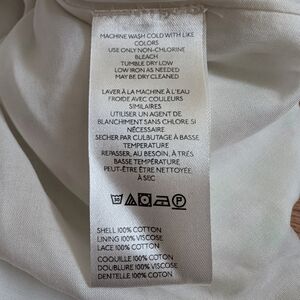 MACHINE WASH COLD WITH LIKE
COLORS
USE ONLY NON-CHLORINE
BLEACH
TUMBLE DRY LOW
LOW IRON AS NEEDED
MAY BE DRY CLEANED
LAVER À LA MACHINE À L'EAU
FROIDE AVEC COULEURS
SIMILAIRES
UTILISER UN AGENT DE
BLANCHIMENT SANS CHLORE SI
NÉCESSAIRE
SECHER PAR CULBUTAGE À BASSE
TEMPERATURE
REPASSER, AU BESOIN, À TRÉS
BASSE TEMPÉRATURE
PEUT-ÊTRE ÊTRE NETTOYÉE
À SEC
P
SHELL 100% COTTON
LINING 100% VISCOSE
LACE 100% COTTON
COQUILLE 100% COTTON
DOUBLURE 100% VISCOSE
DENTELLE 100% COTON